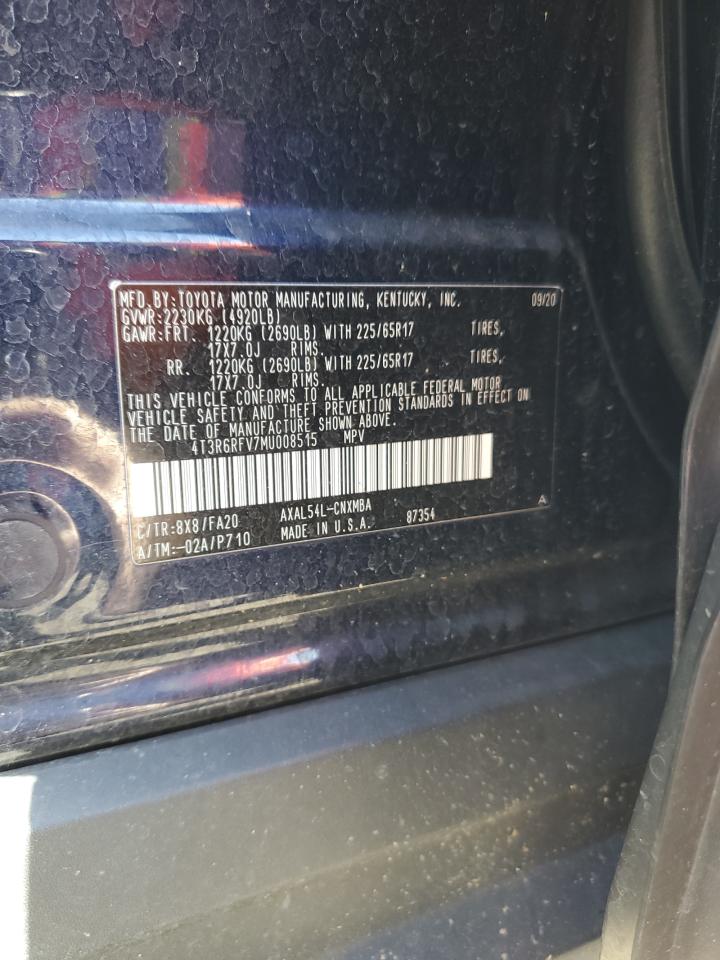 MFD.BY:TOYOTA MOTOR MANUFACTURING, KENTUCKY, INC. 09/20
GVWR:2230KG (4920LB)
GAWR:FRT. 1220KG (2690LB) WITH 225/65R17 TIRES,
17X7.0J RIMS.
RR. 1220KG (2690LB) WITH 225/65R17 TIRES,
17X7.0J RIMS.
THIS VEHICLE CONFORMS TO ALL APPLICABLE FEDERAL MOTOR
VEHICLE SAFETY AND THEFT PREVENTION STANDARDS IN EFFECT ON
THE DATE OF MANUFACTURE SHOWN ABOVE.
4T3R6RFV7MU008515 MPV
C/TR:8X8/FA20 AXAL54L-CNXMBA A
A/TM:-02A/P710 MADE IN U.S.A. 87354